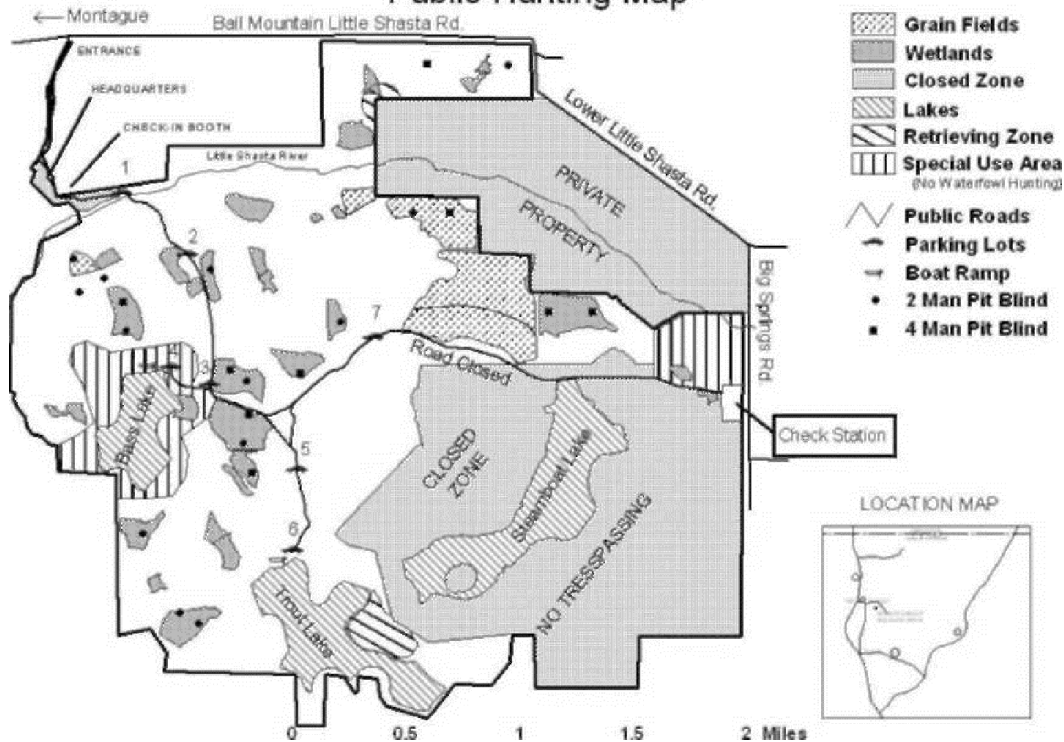 Public Hunting Map
Montague
Ball Mountain Little Shasta Rd.
ENTRANCE
HEADQUARTERS
CHECK-IN BOOTH
Little Shasta River
Lower Little Shasta Rd.
PRIVATE
PROPERTY
Big Springs Rd.
1
2
3
4
5
6
7
Road Closed
Bass Lake
CLOSED
ZONE
Steamboat Lake
NO TRESSPASSING
Trout Lake
Check Station
Grain Fields
Wetlands
Closed Zone
Lakes
Retrieving Zone
Special Use Area
(No Waterfowl Hunting)
Public Roads
Parking Lots
Boat Ramp
2 Man Pit Blind
4 Man Pit Blind
LOCATION MAP
0 0.5 1 1.5 2 Miles